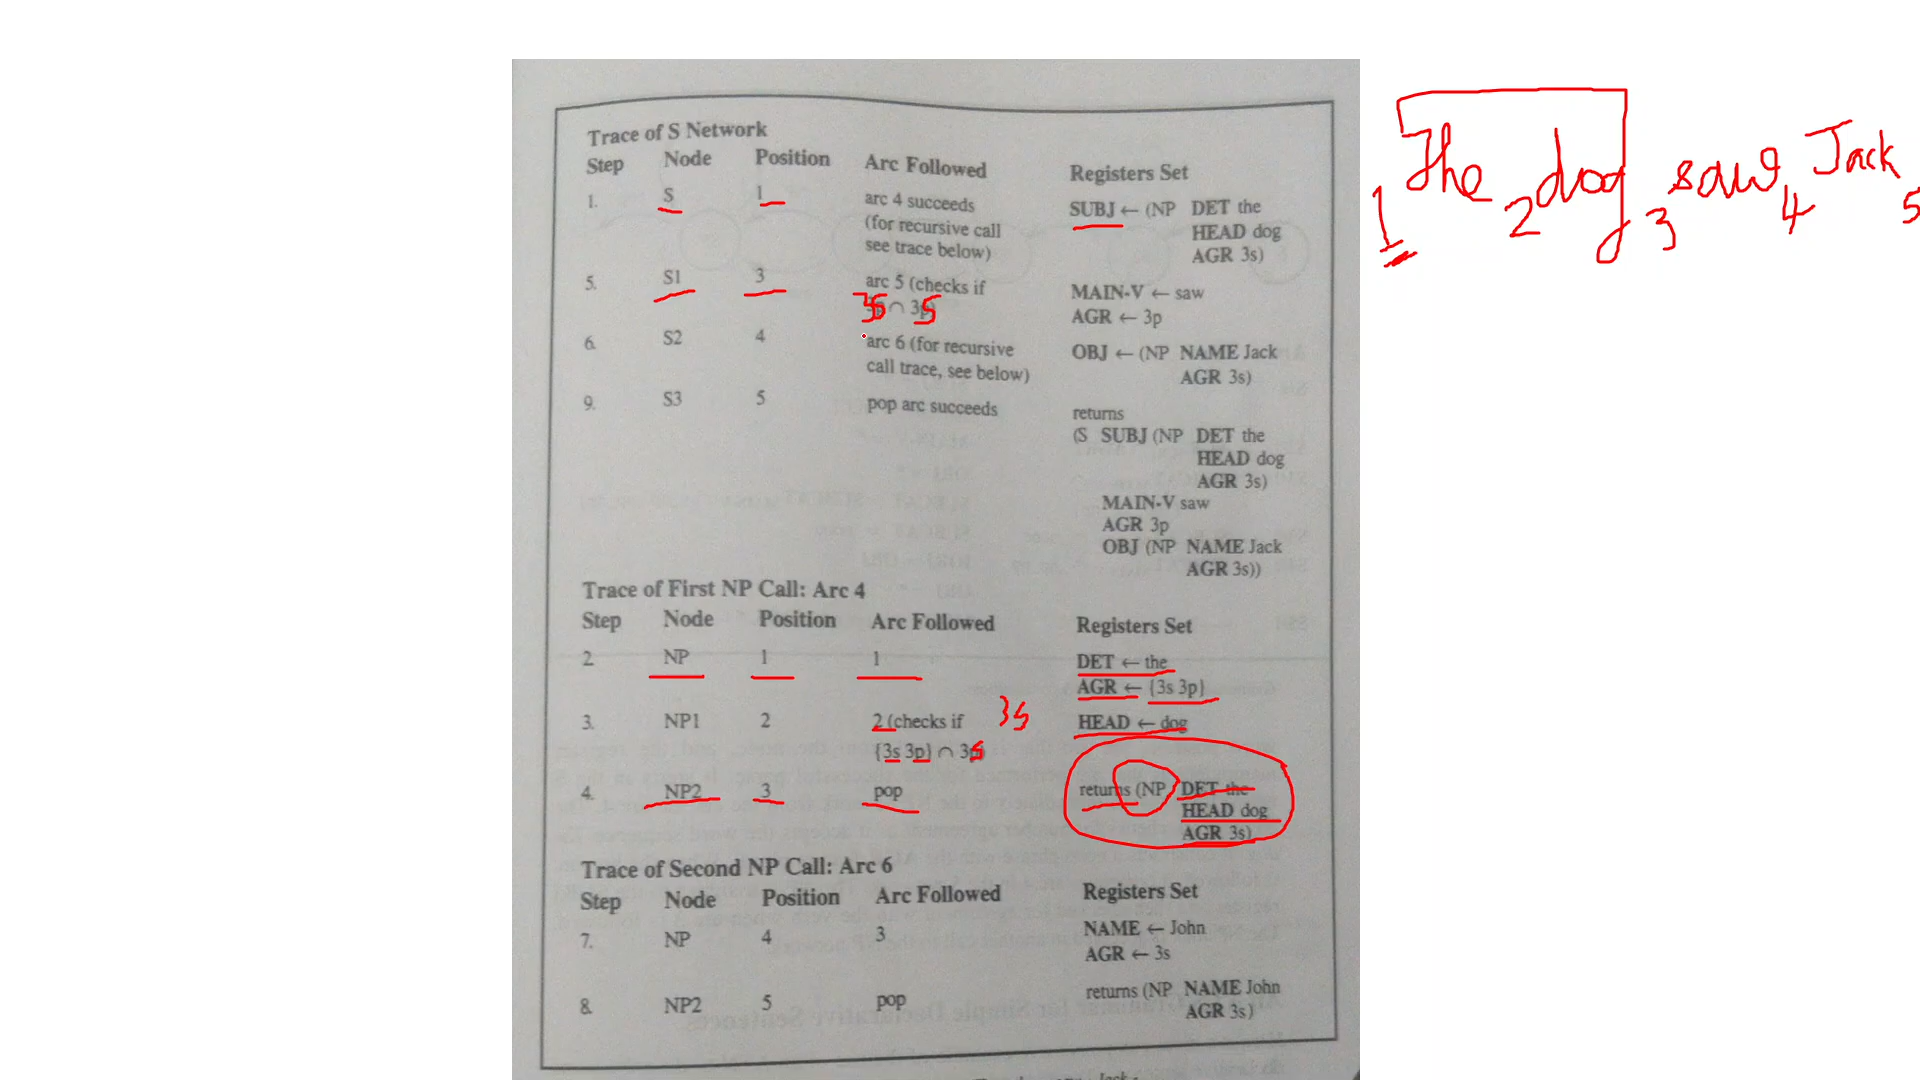 Trace of S Network
Step Node Position Arc Followed Registers Set
1. S 1 arc 4 succeeds SUBJ ← (NP DET the
(for recursive call HEAD dog
see trace below) AGR 3s)
5. S1 3 arc 5 (checks if MAIN-V ← saw
3s ∩ 3s AGR ← 3p
6. S2 4 arc 6 (for recursive OBJ ← (NP NAME Jack
call trace, see below) AGR 3s)
9. S3 5 pop arc succeeds returns
(S SUBJ (NP DET the
HEAD dog
AGR 3s)
MAIN-V saw
AGR 3p
OBJ (NP NAME Jack
AGR 3s))
Trace of First NP Call: Arc 4
Step Node Position Arc Followed Registers Set
2. NP 1 1 DET ← the
AGR ← {3s 3p}
3. NP1 2 2 (checks if 3s HEAD ← dog
{3s 3p} ∩ 3s
4. NP2 3 pop returns (NP DET the
HEAD dog
AGR 3s)
Trace of Second NP Call: Arc 6
Step Node Position Arc Followed Registers Set
7. NP 4 3 NAME ← John
AGR ← 3s
8. NP2 5 pop returns (NP NAME John
AGR 3s)
1 The 2 dog 3 saw 4 Jack 5